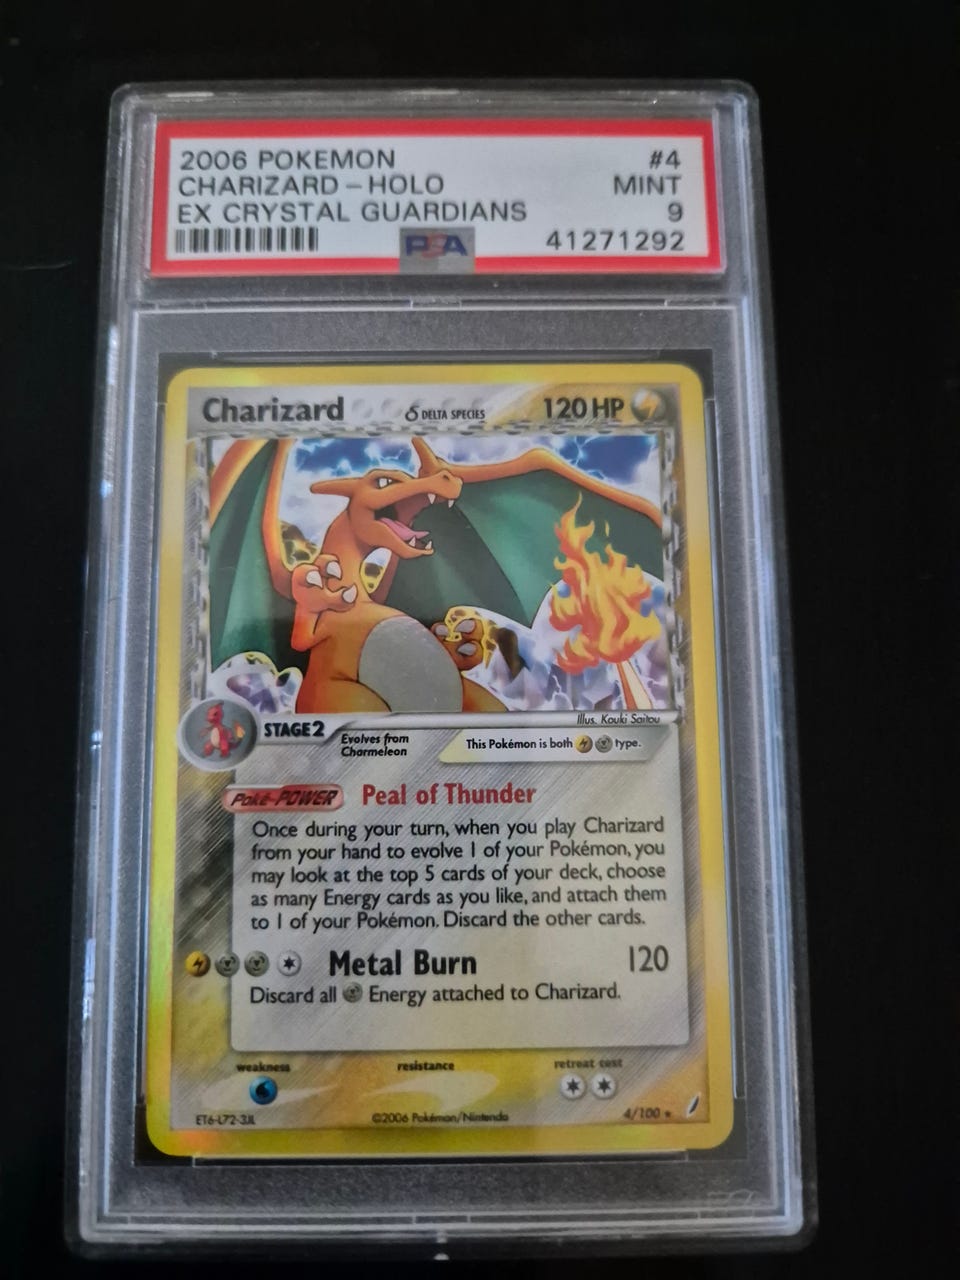 2006 POKEMON #4
CHARIZARD - HOLO MINT
EX CRYSTAL GUARDIANS 9
PSA 41271292
Charizard δ DELTA SPECIES 120 HP
Illus. Kouki Saitou
STAGE 2 Evolves from Charmeleon
This Pokémon is both type.
Poké-POWER Peal of Thunder
Once during your turn, when you play Charizard
from your hand to evolve 1 of your Pokémon, you
may look at the top 5 cards of your deck, choose
as many Energy cards as you like, and attach them
to 1 of your Pokémon. Discard the other cards.
Metal Burn 120
Discard all Energy attached to Charizard.
weakness resistance retreat cost
ET6-L72-3JL ©2006 Pokémon/Nintendo 4/100 ★